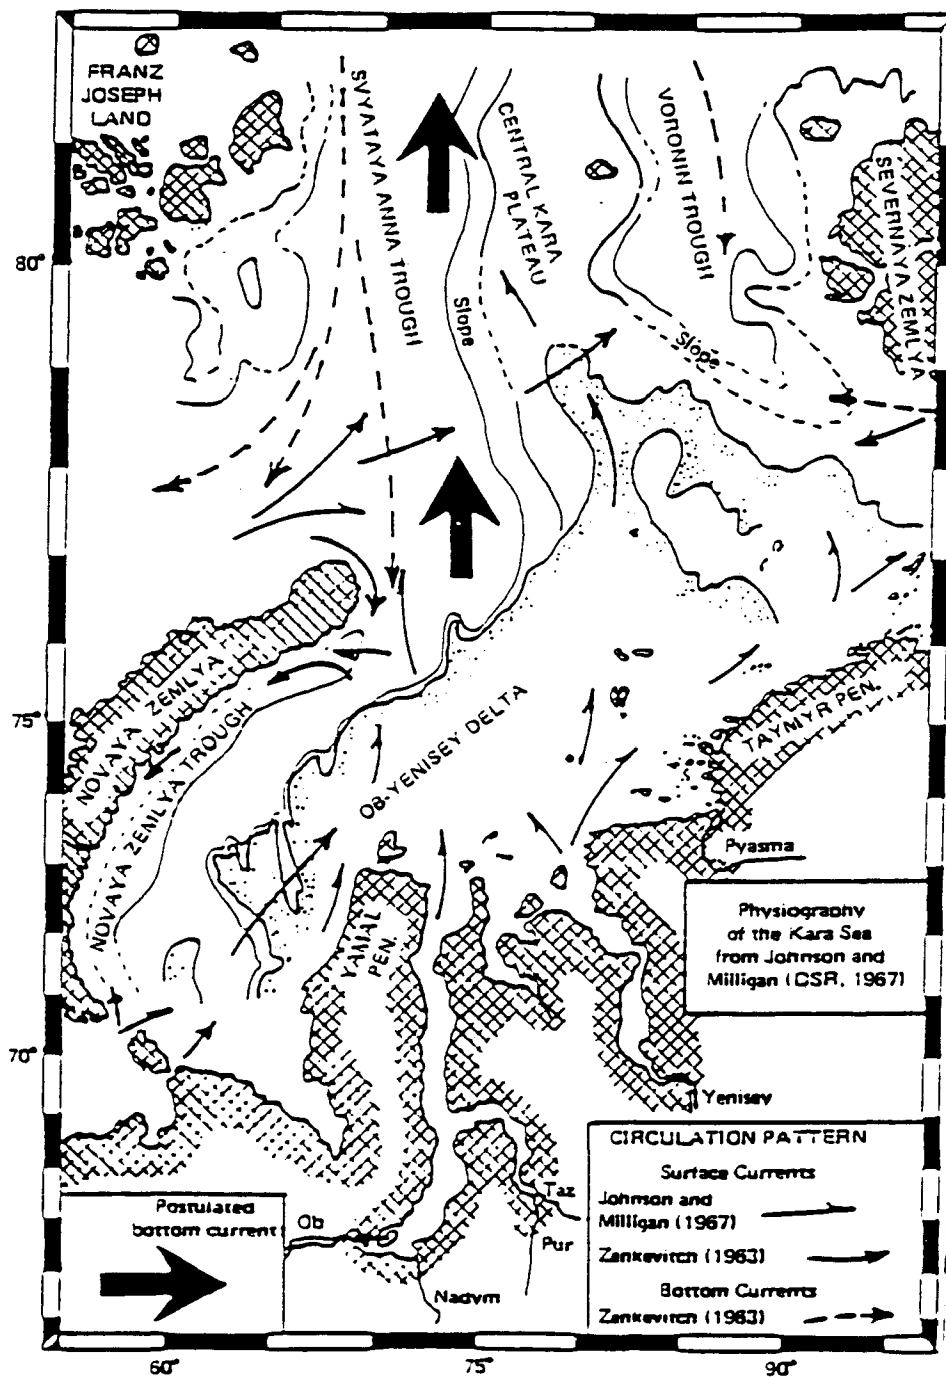 FRANZ
JOSEPH
LAND
SVYATAYA ANNA TROUGH
CENTRAL KARA
PLATEAU
VORONIN TROUGH
SEVERNAYA ZEMLYA
80°
Slope
Slope
75°
NOVAYA ZEMLYA
NOVAYA ZEMLYA TROUGH
OB-YENISEY DELTA
TAYMYR PEN.
Pyasma
YAMAL
PEN.
Physiography
of the Kara Sea
from Johnson and
Milligan (DSR, 1967)
70°
Yenisey
CIRCULATION PATTERN
Surface Currents
Johnson and
Milligan (1967)
Zenkevitch (1963)
Bottom Currents
Zenkevitch (1963)
Postulated
bottom current
Ob
Taz
Pur
Nadym
60°
75°
90°